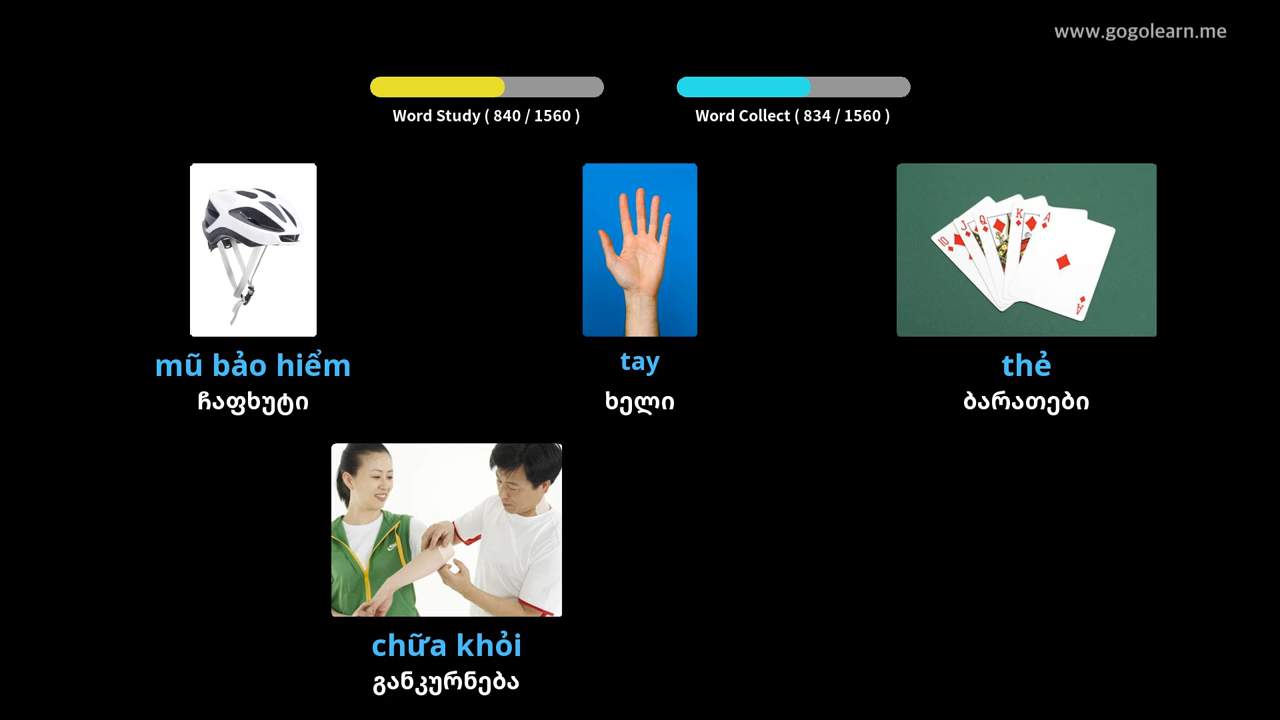 www.gogolearn.me
Word Study ( 840 / 1560 )
Word Collect ( 834 / 1560 )
mũ bảo hiểm
ჩაფხუტი
tay
ხელი
thẻ
ბარათები
chữa khỏi
განკურნება